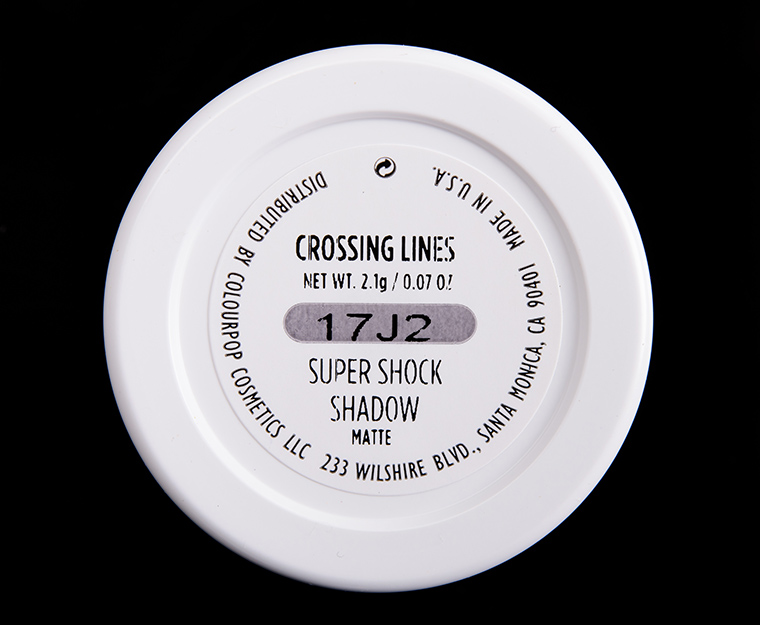 CROSSING LINES
NET WT. 2.1g / 0.07 OZ
17J2
SUPER SHOCK
SHADOW
MATTE
DISTRIBUTED BY COLOURPOP COSMETICS LLC 233 WILSHIRE BLVD., SANTA MONICA, CA 90401 MADE IN U.S.A.